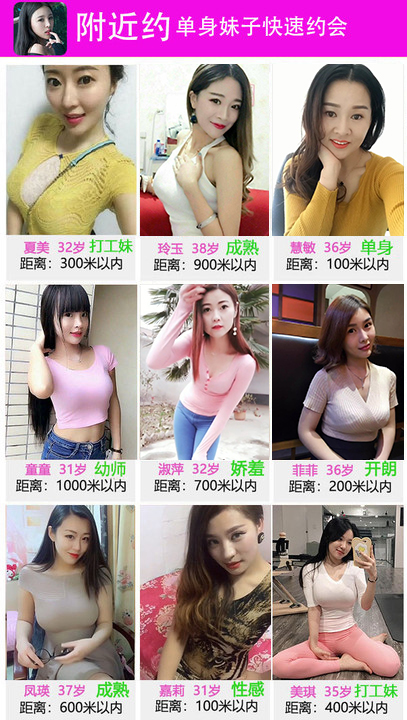 附近约 单身妹子快速约会
夏美 32岁 打工妹
距离：300米以内
玲玉 38岁 成熟
距离：900米以内
慧敏 36岁 单身
距离：100米以内
童童 31岁 幼师
距离：1000米以内
淑萍 32岁 娇羞
距离：700米以内
菲菲 36岁 开朗
距离：200米以内
凤瑛 37岁 成熟
距离：600米以内
嘉莉 31岁 性感
距离：100米以内
美琪 35岁 打工妹
距离：400米以内